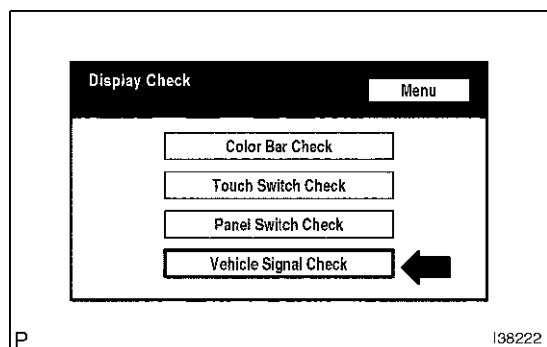 Display Check
Menu
Color Bar Check
Touch Switch Check
Panel Switch Check
Vehicle Signal Check
P
I38222